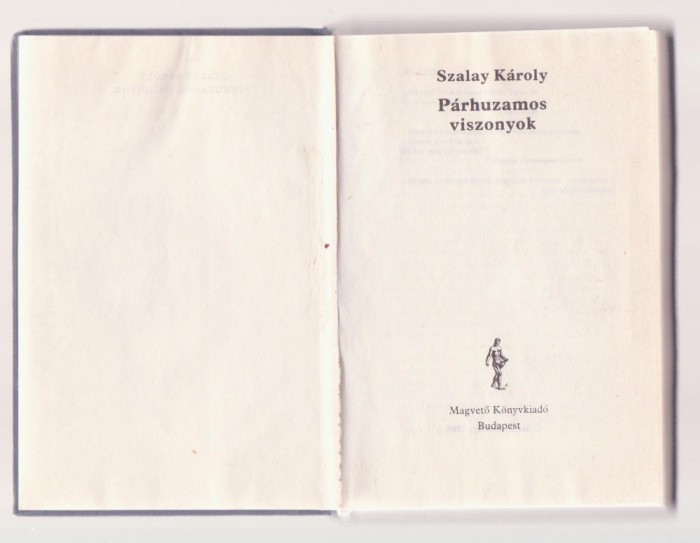 Szalay Károly
Párhuzamos
viszonyok
Magvető Könyvkiadó
Budapest